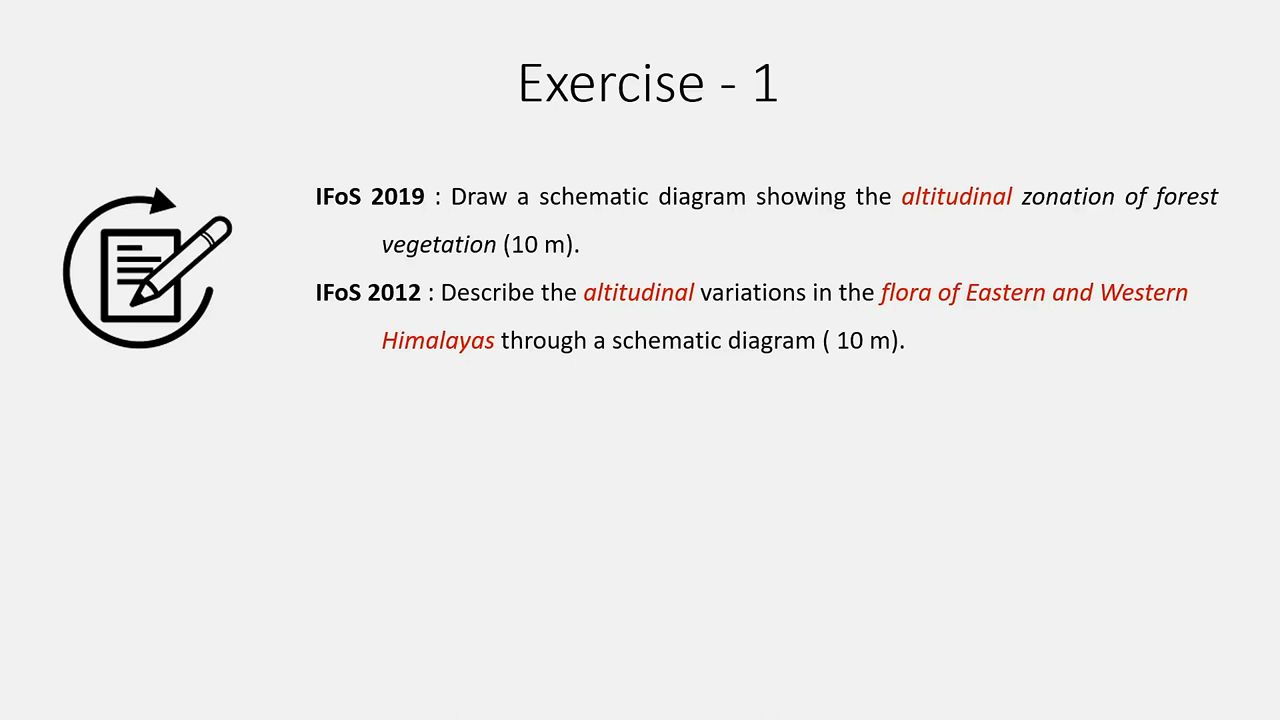 Exercise - 1
IFoS 2019 : Draw a schematic diagram showing the altitudinal zonation of forest
vegetation (10 m).
IFoS 2012 : Describe the altitudinal variations in the flora of Eastern and Western
Himalayas through a schematic diagram ( 10 m).